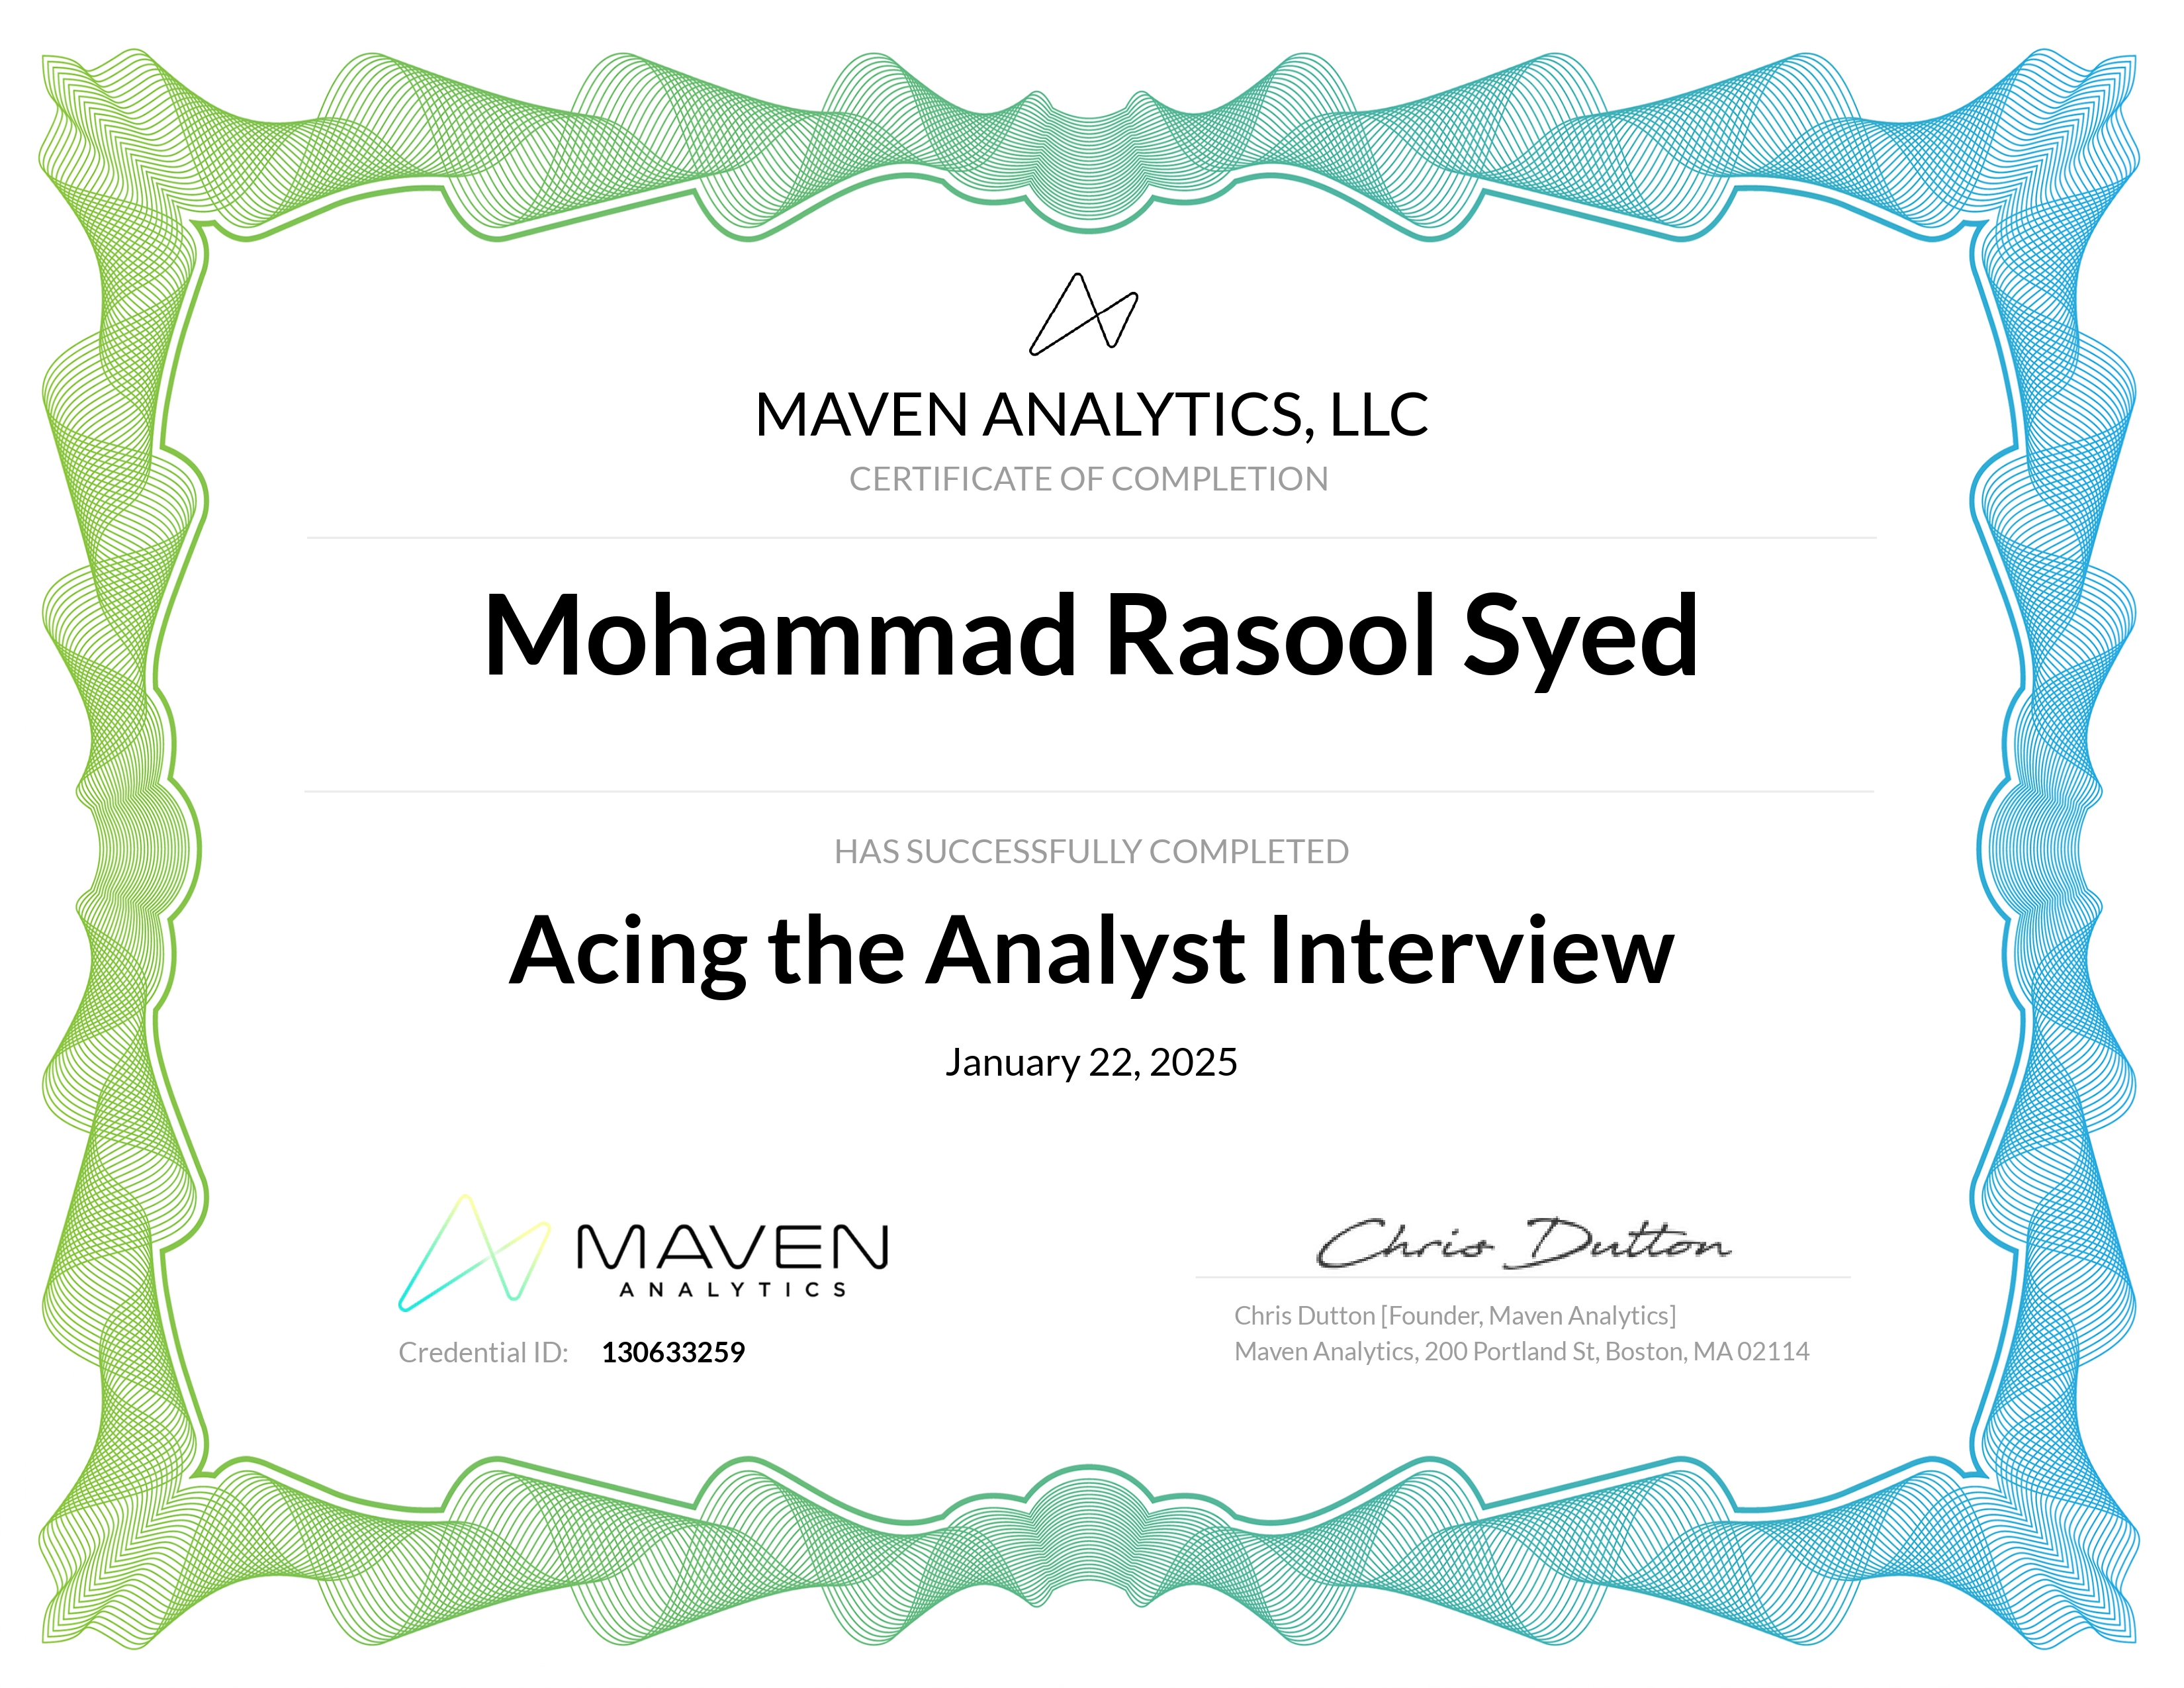 MAVEN ANALYTICS, LLC
CERTIFICATE OF COMPLETION
Mohammad Rasool Syed
HAS SUCCESSFULLY COMPLETED
Acing the Analyst Interview
January 22, 2025
MAVEN
ANALYTICS
Credential ID: 130633259
Chris Dutton
Chris Dutton [Founder, Maven Analytics]
Maven Analytics, 200 Portland St, Boston, MA 02114